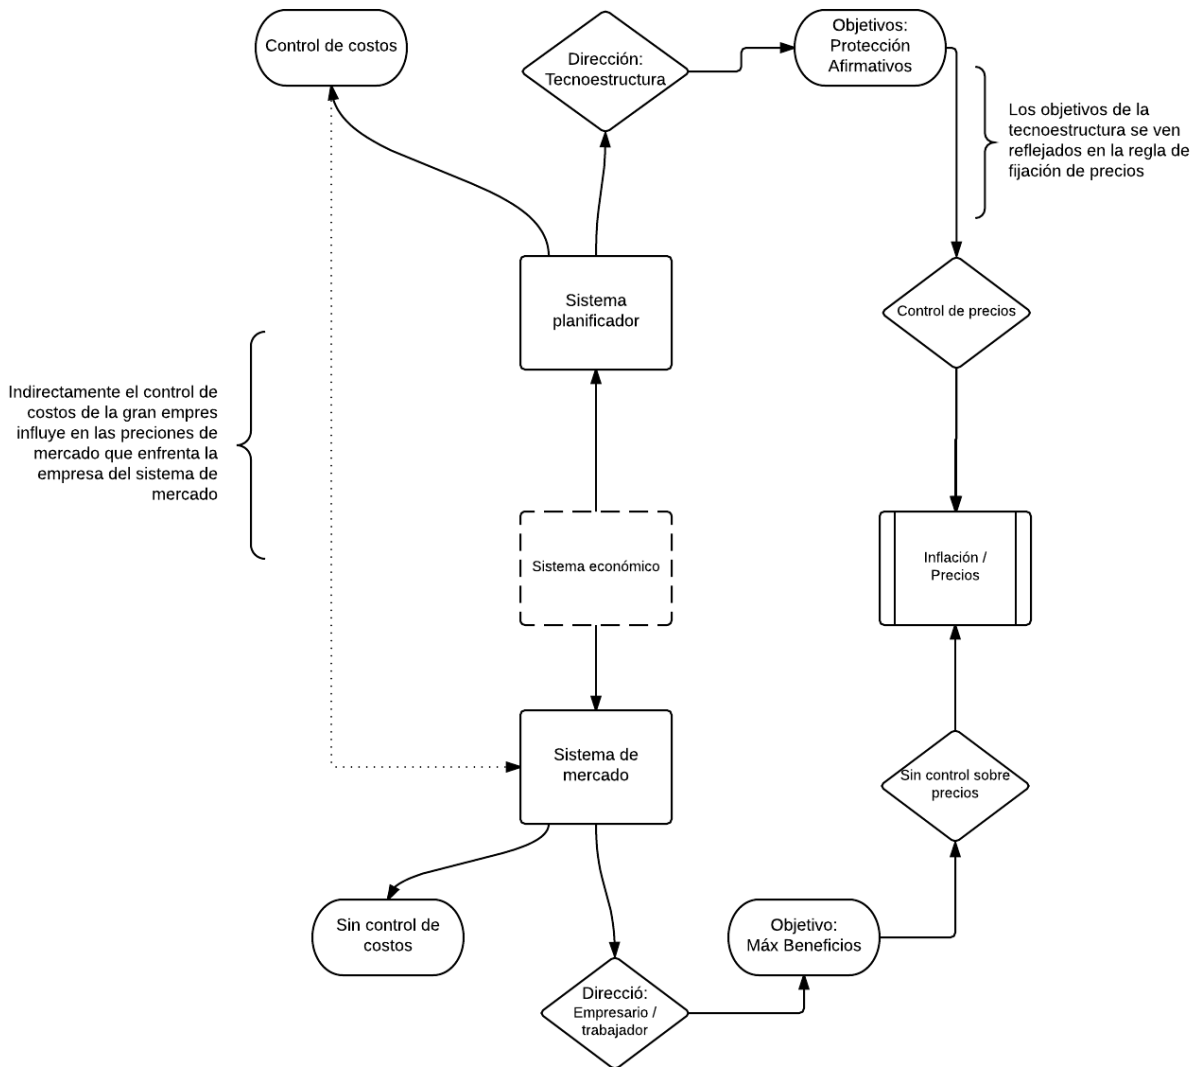 Control de costos
Dirección:
Tecnoestructura
Objetivos:
Protección
Afirmativos
Los objetivos de la
tecnoestructura se ven
reflejados en la regla de
fijación de precios
Sistema
planificador
Control de precios
Indirectamente el control de
costos de la gran empres
influye en las preciones de
mercado que enfrenta la
empresa del sistema de
mercado
Sistema económico
Inflación /
Precios
Sistema de
mercado
Sin control sobre
precios
Sin control de
costos
Objetivo:
Máx Beneficios
Direcció:
Empresario /
trabajador